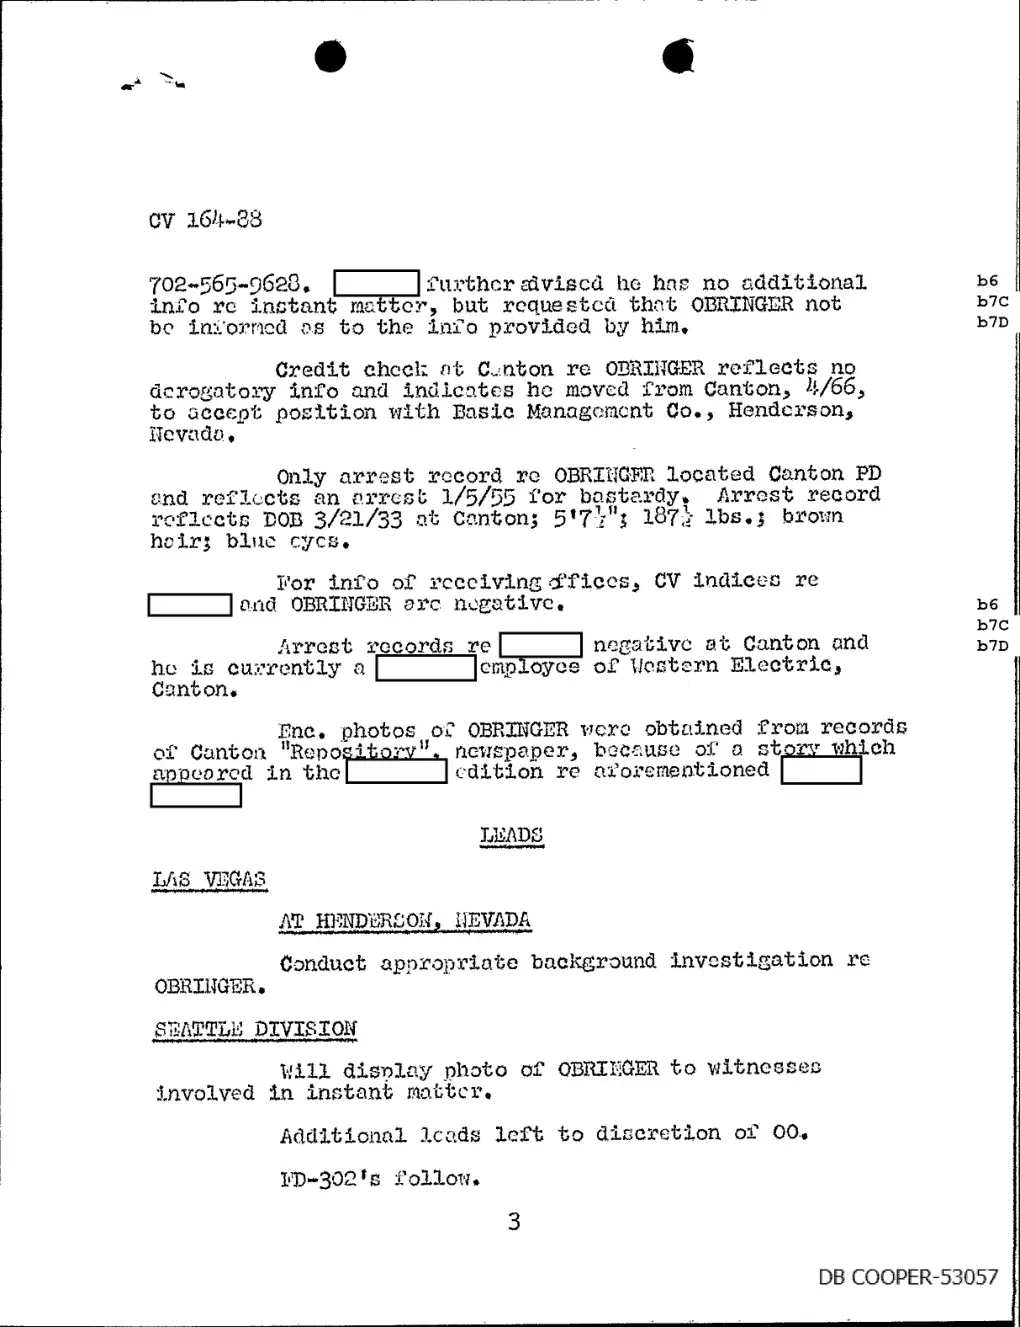 CV 164-88
702-565-9628. further advised he has no additional b6
info re instant matter, but requested that OBRINGER not b7C
be informed as to the info provided by him. b7D
Credit check at Canton re OBRINGER reflects no
derogatory info and indicates he moved from Canton, 4/66,
to accept position with Basic Management Co., Henderson,
Nevada.
Only arrest record re OBRINGER located Canton PD
and reflects an arrest 1/5/55 for bastardy. Arrest record
reflects DOB 3/21/33 at Canton; 5'7½"; 187½ lbs.; brown
hair; blue eyes.
For info of receiving offices, CV indices re
and OBRINGER are negative. b6
b7C
Arrest records re negative at Canton and b7D
he is currently a employee of Western Electric,
Canton.
Enc. photos of OBRINGER were obtained from records
of Canton "Repository", newspaper, because of a story which
appeared in the edition re aforementioned
LEADS
LAS VEGAS
AT HENDERSON, NEVADA
Conduct appropriate background investigation re
OBRINGER.
SEATTLE DIVISION
Will display photo of OBRINGER to witnesses
involved in instant matter.
Additional leads left to discretion of OO.
FD-302's follow.
3
DB COOPER-53057